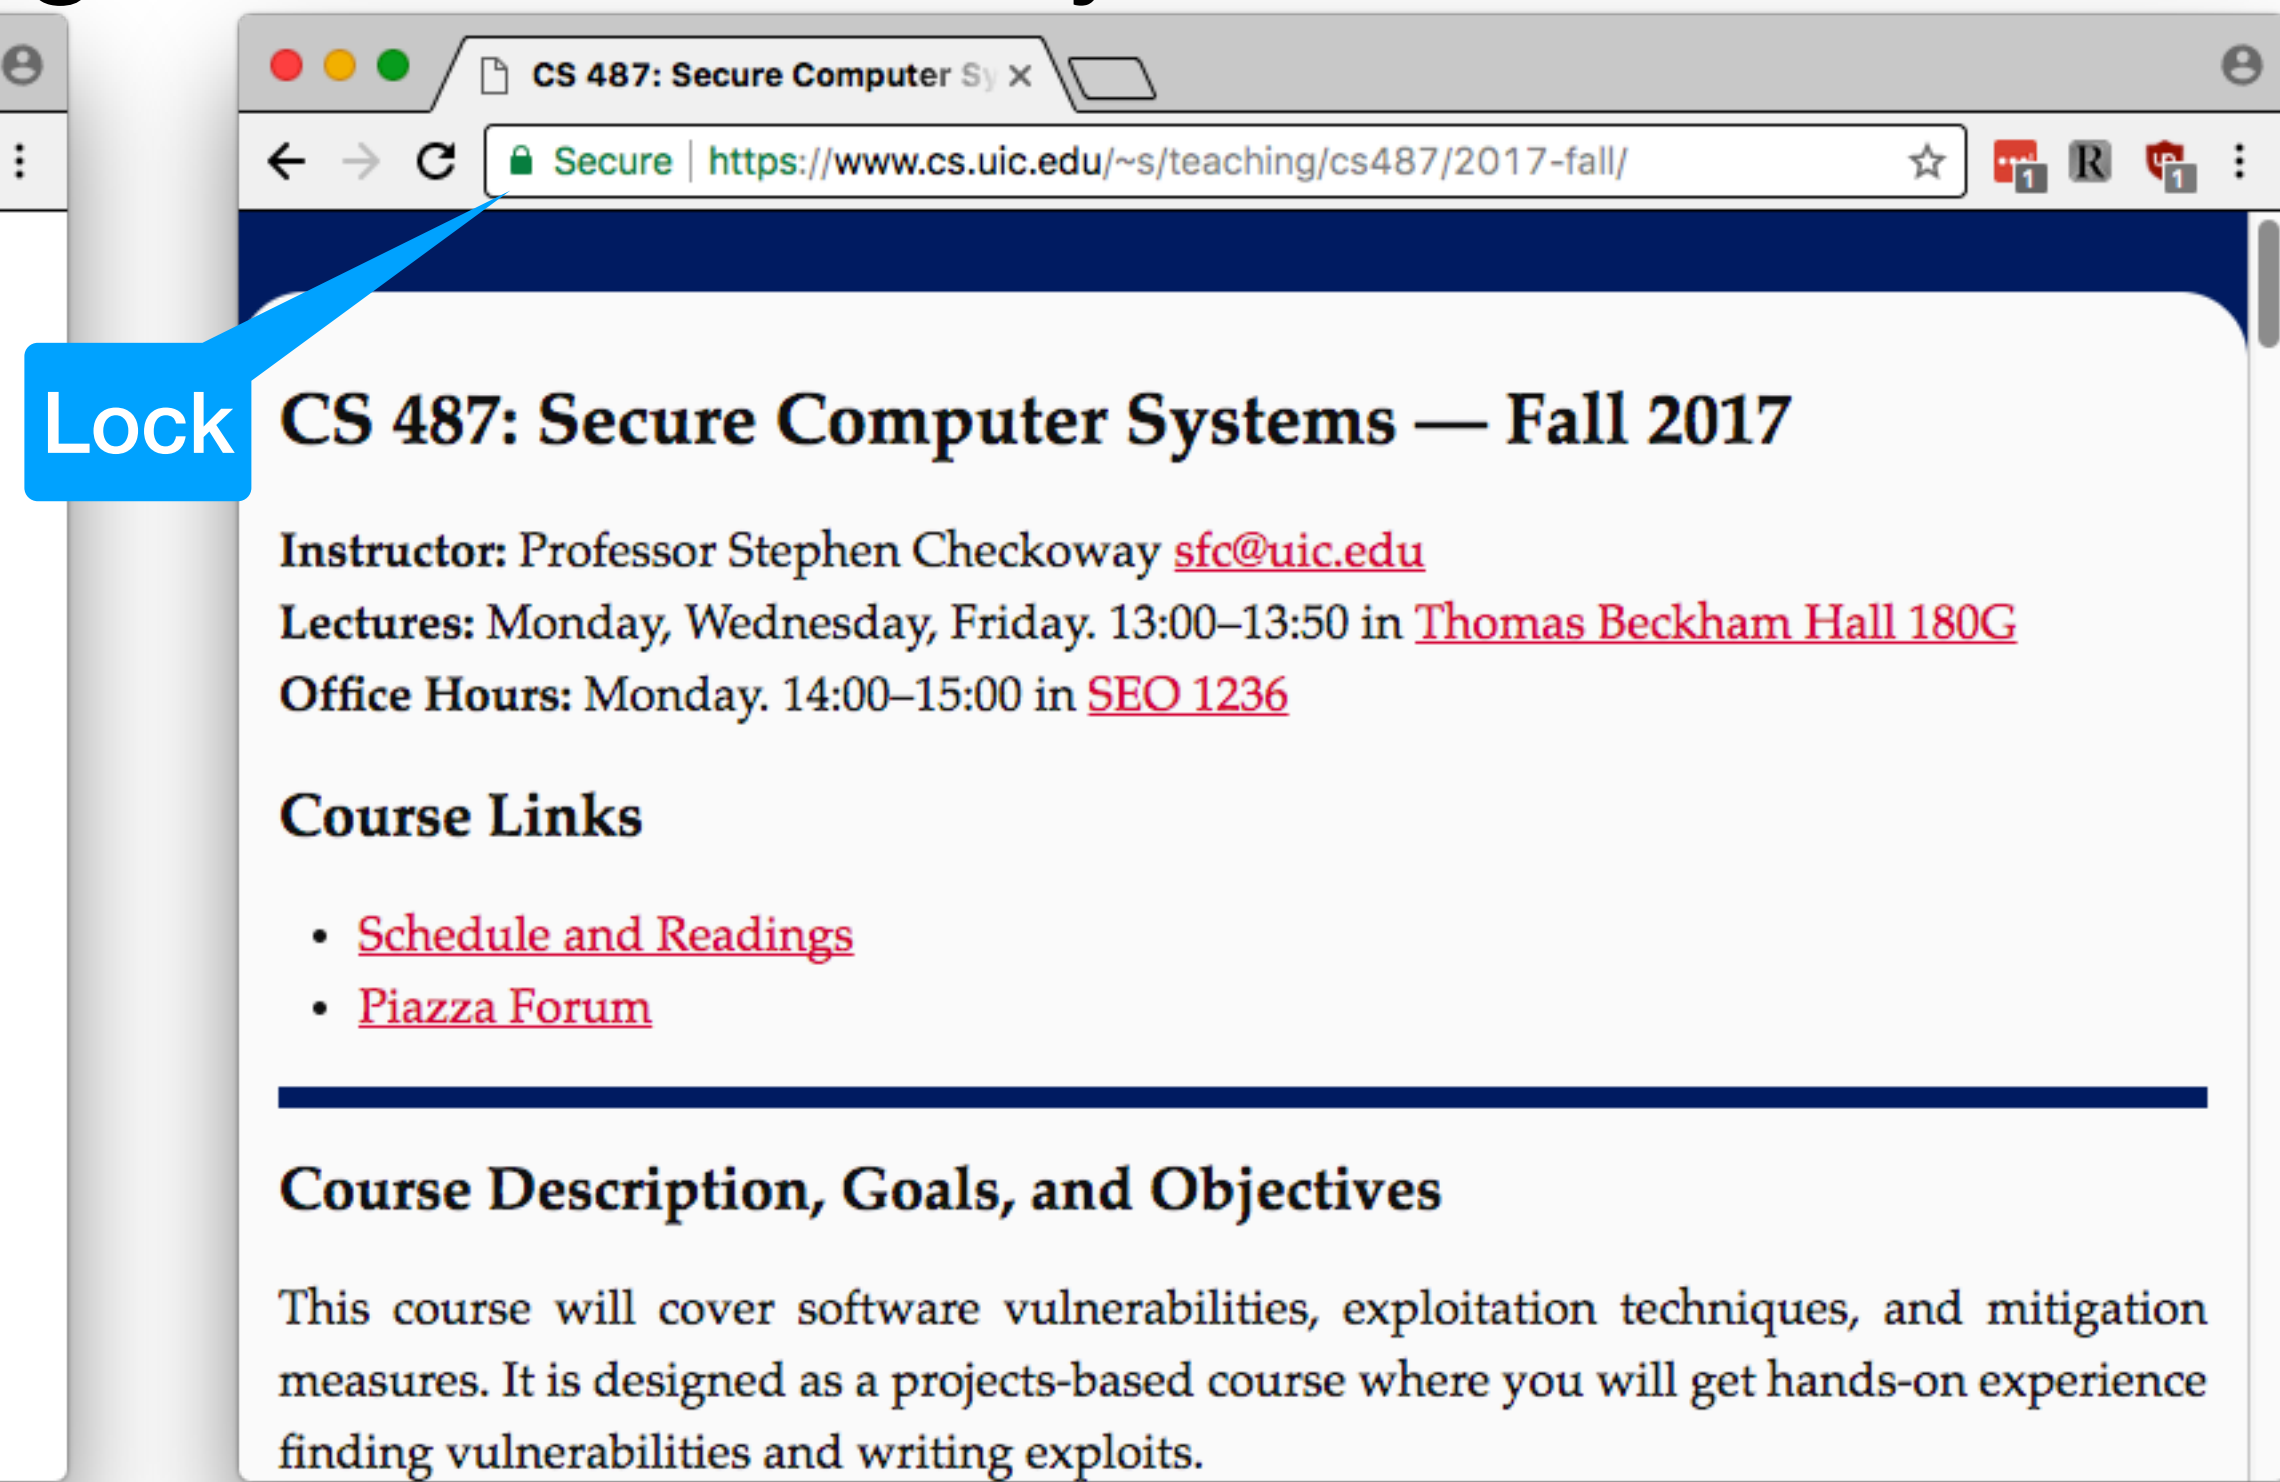 CS 487: Secure Computer Sy
Secure | https://www.cs.uic.edu/~s/teaching/cs487/2017-fall/
1 R 1
Lock
CS 487: Secure Computer Systems — Fall 2017
Instructor: Professor Stephen Checkoway sfc@uic.edu
Lectures: Monday, Wednesday, Friday. 13:00–13:50 in Thomas Beckham Hall 180G
Office Hours: Monday. 14:00–15:00 in SEO 1236
Course Links
• Schedule and Readings
• Piazza Forum
Course Description, Goals, and Objectives
This course will cover software vulnerabilities, exploitation techniques, and mitigation
measures. It is designed as a projects-based course where you will get hands-on experience
finding vulnerabilities and writing exploits.